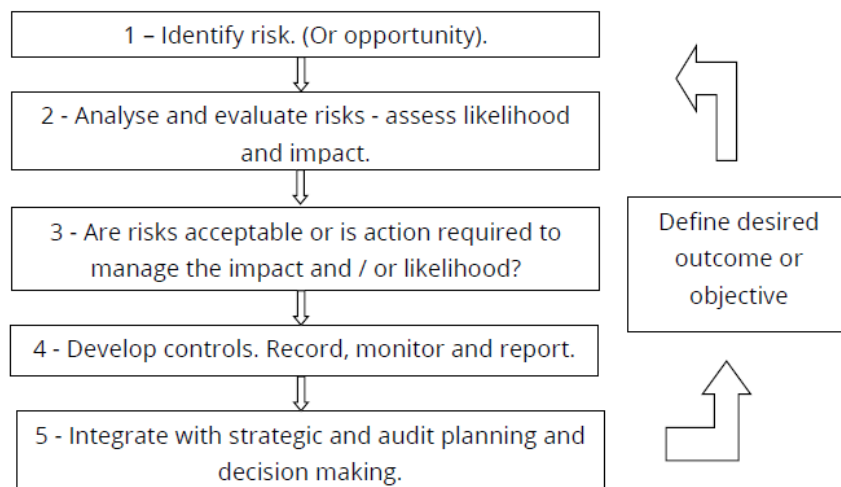 1 – Identify risk. (Or opportunity).
2 - Analyse and evaluate risks - assess likelihood
and impact.
3 - Are risks acceptable or is action required to
manage the impact and / or likelihood?
4 - Develop controls. Record, monitor and report.
5 - Integrate with strategic and audit planning and
decision making.
Define desired
outcome or
objective